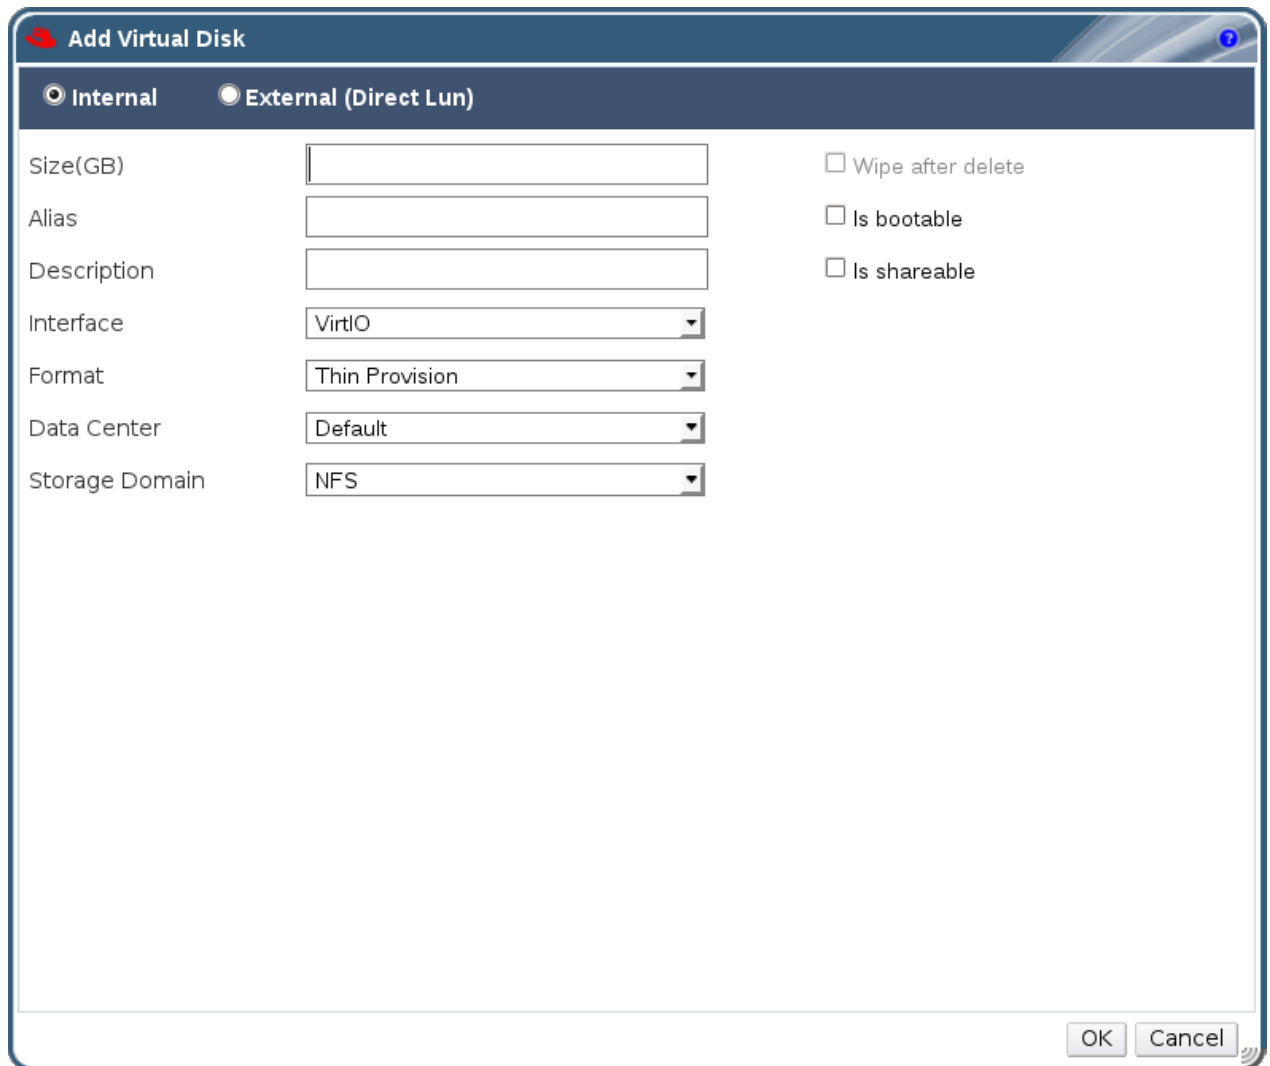 Add Virtual Disk
?
Internal External (Direct Lun)
Size(GB) Wipe after delete
Alias Is bootable
Description Is shareable
Interface VirtIO
Format Thin Provision
Data Center Default
Storage Domain NFS
OK Cancel